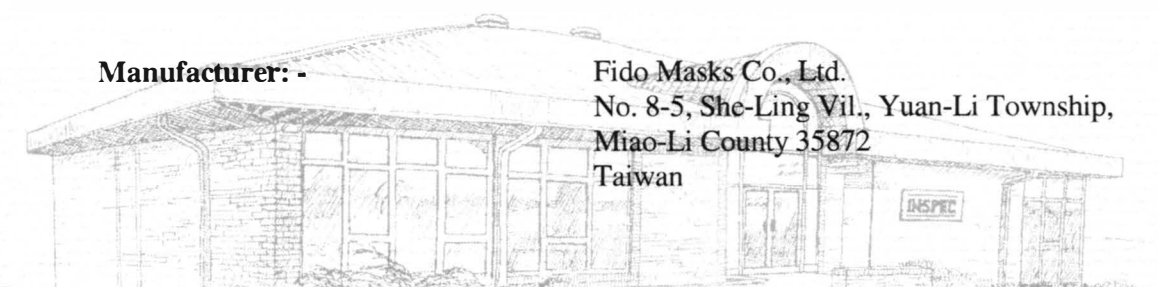 Manufacturer: - Fido Masks Co., Ltd.
No. 8-5, She-Ling Vil., Yuan-Li Township,
Miao-Li County 35872
Taiwan
INSPEC